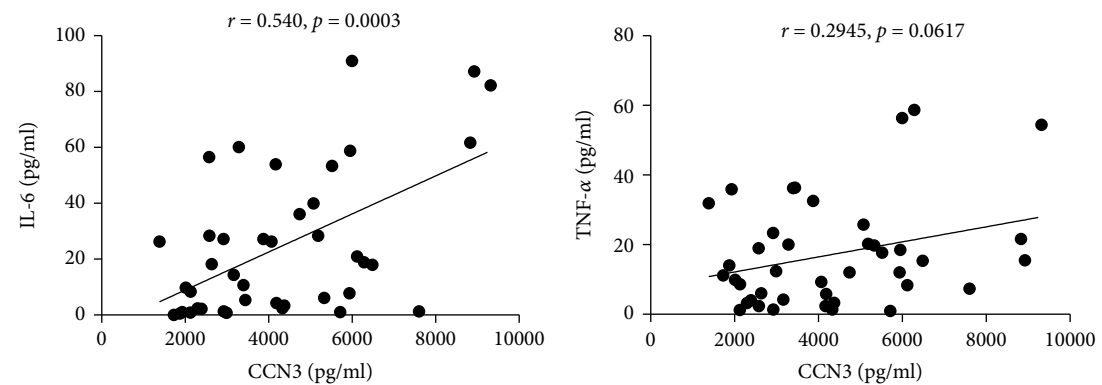 r = 0.540, p = 0.0003
100
80
60
40
20
0
IL-6 (pg/ml)
0 2000 4000 6000 8000 10000
CCN3 (pg/ml)
r = 0.2945, p = 0.0617
80
60
40
20
0
TNF-α (pg/ml)
0 2000 4000 6000 8000 10000
CCN3 (pg/ml)